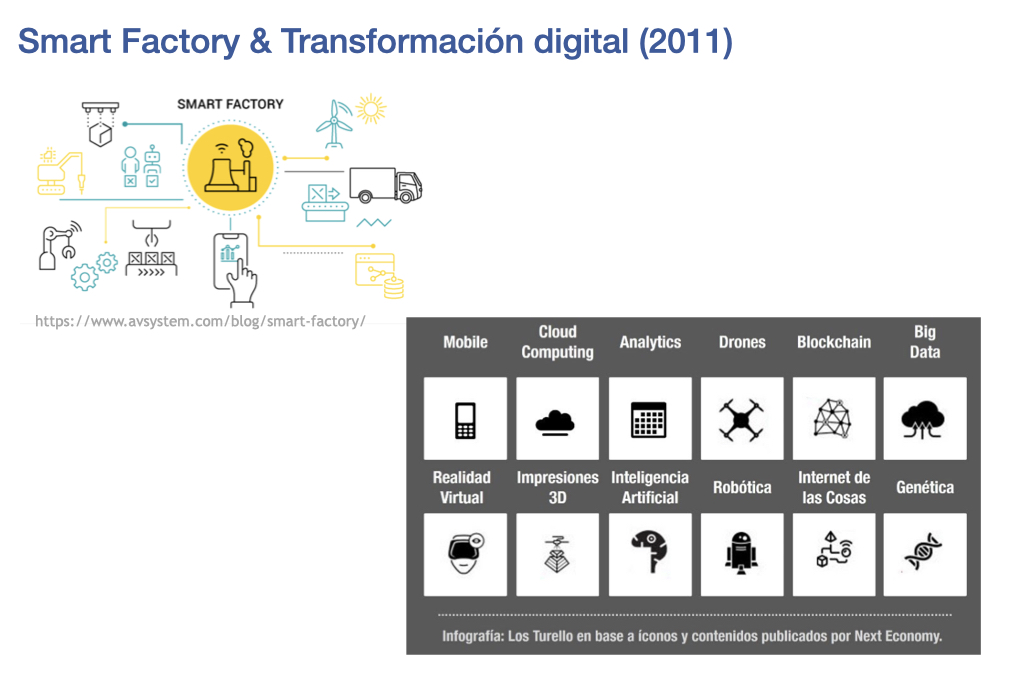 Smart Factory & Transformación digital (2011)
SMART FACTORY
https://www.avsystem.com/blog/smart-factory/
Mobile
Cloud
Computing
Analytics
Drones
Blockchain
Big
Data
Realidad
Virtual
Impresiones
3D
Inteligencia
Artificial
Robótica
Internet de
las Cosas
Genética
Infografía: Los Turello en base a íconos y contenidos publicados por Next Economy.